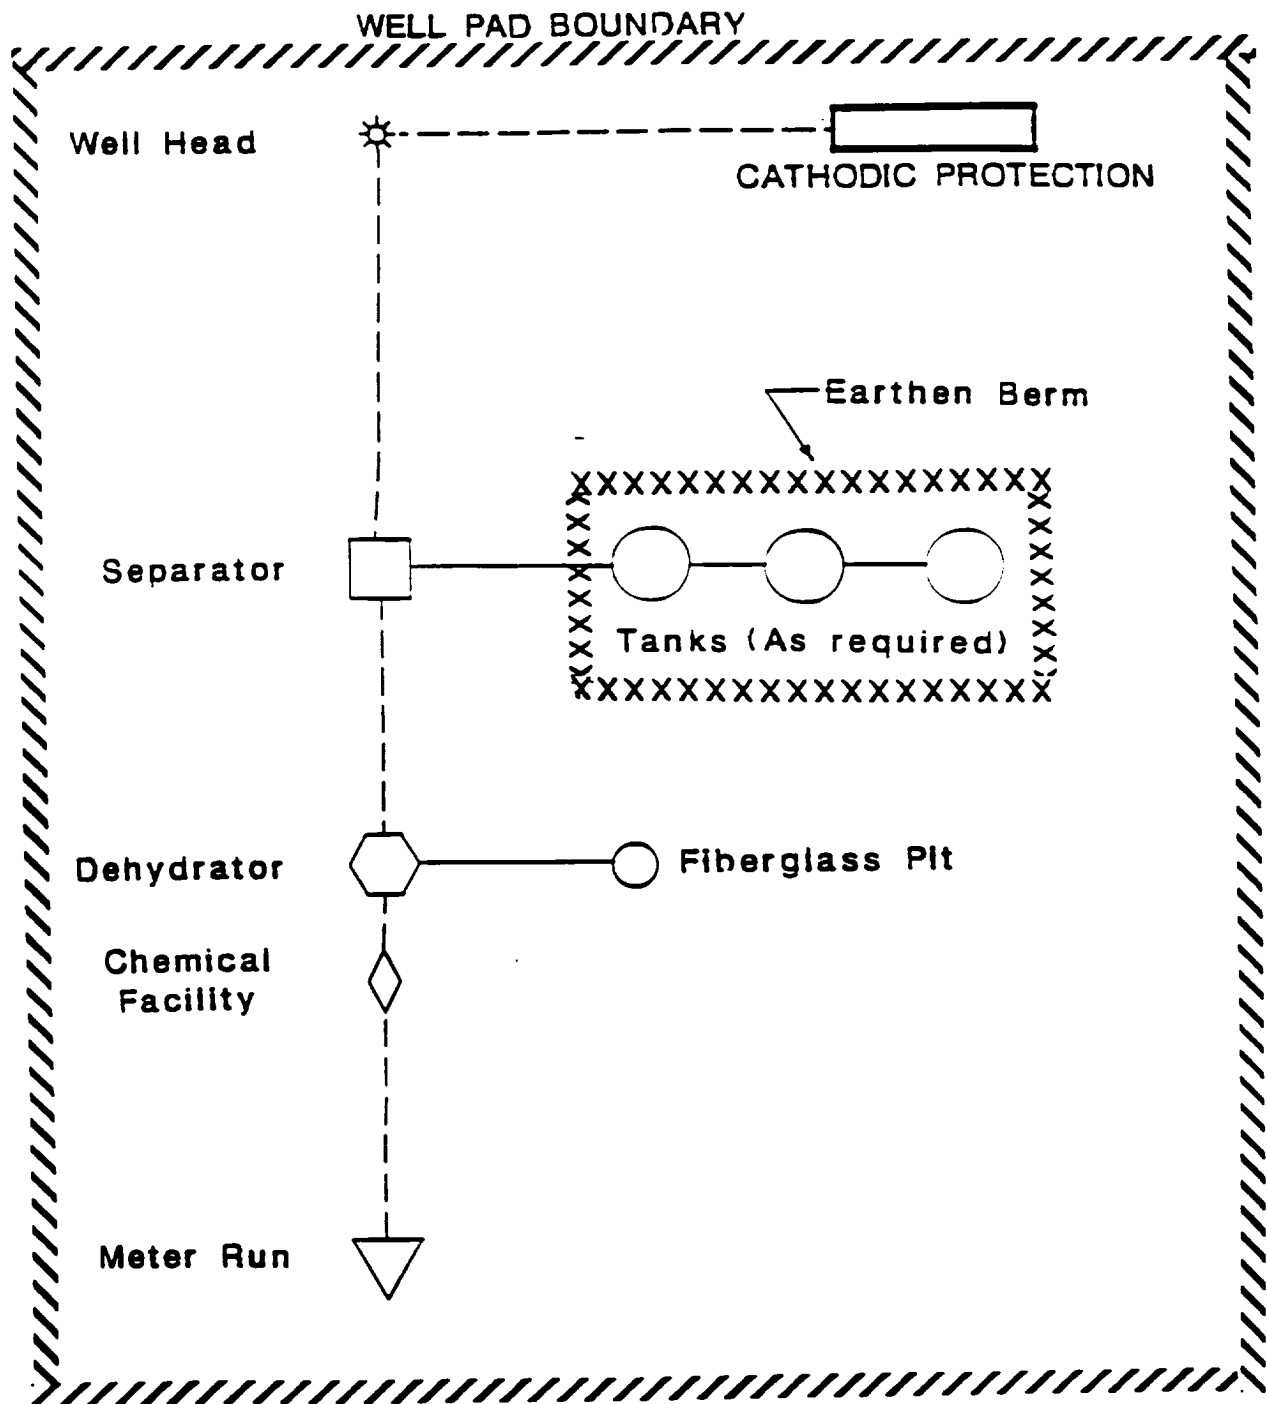 WELL PAD BOUNDARY
Well Head
CATHODIC PROTECTION
Earthen Berm
Separator
Tanks (As required)
Dehydrator
Fiberglass Pit
Chemical
Facility
Meter Run